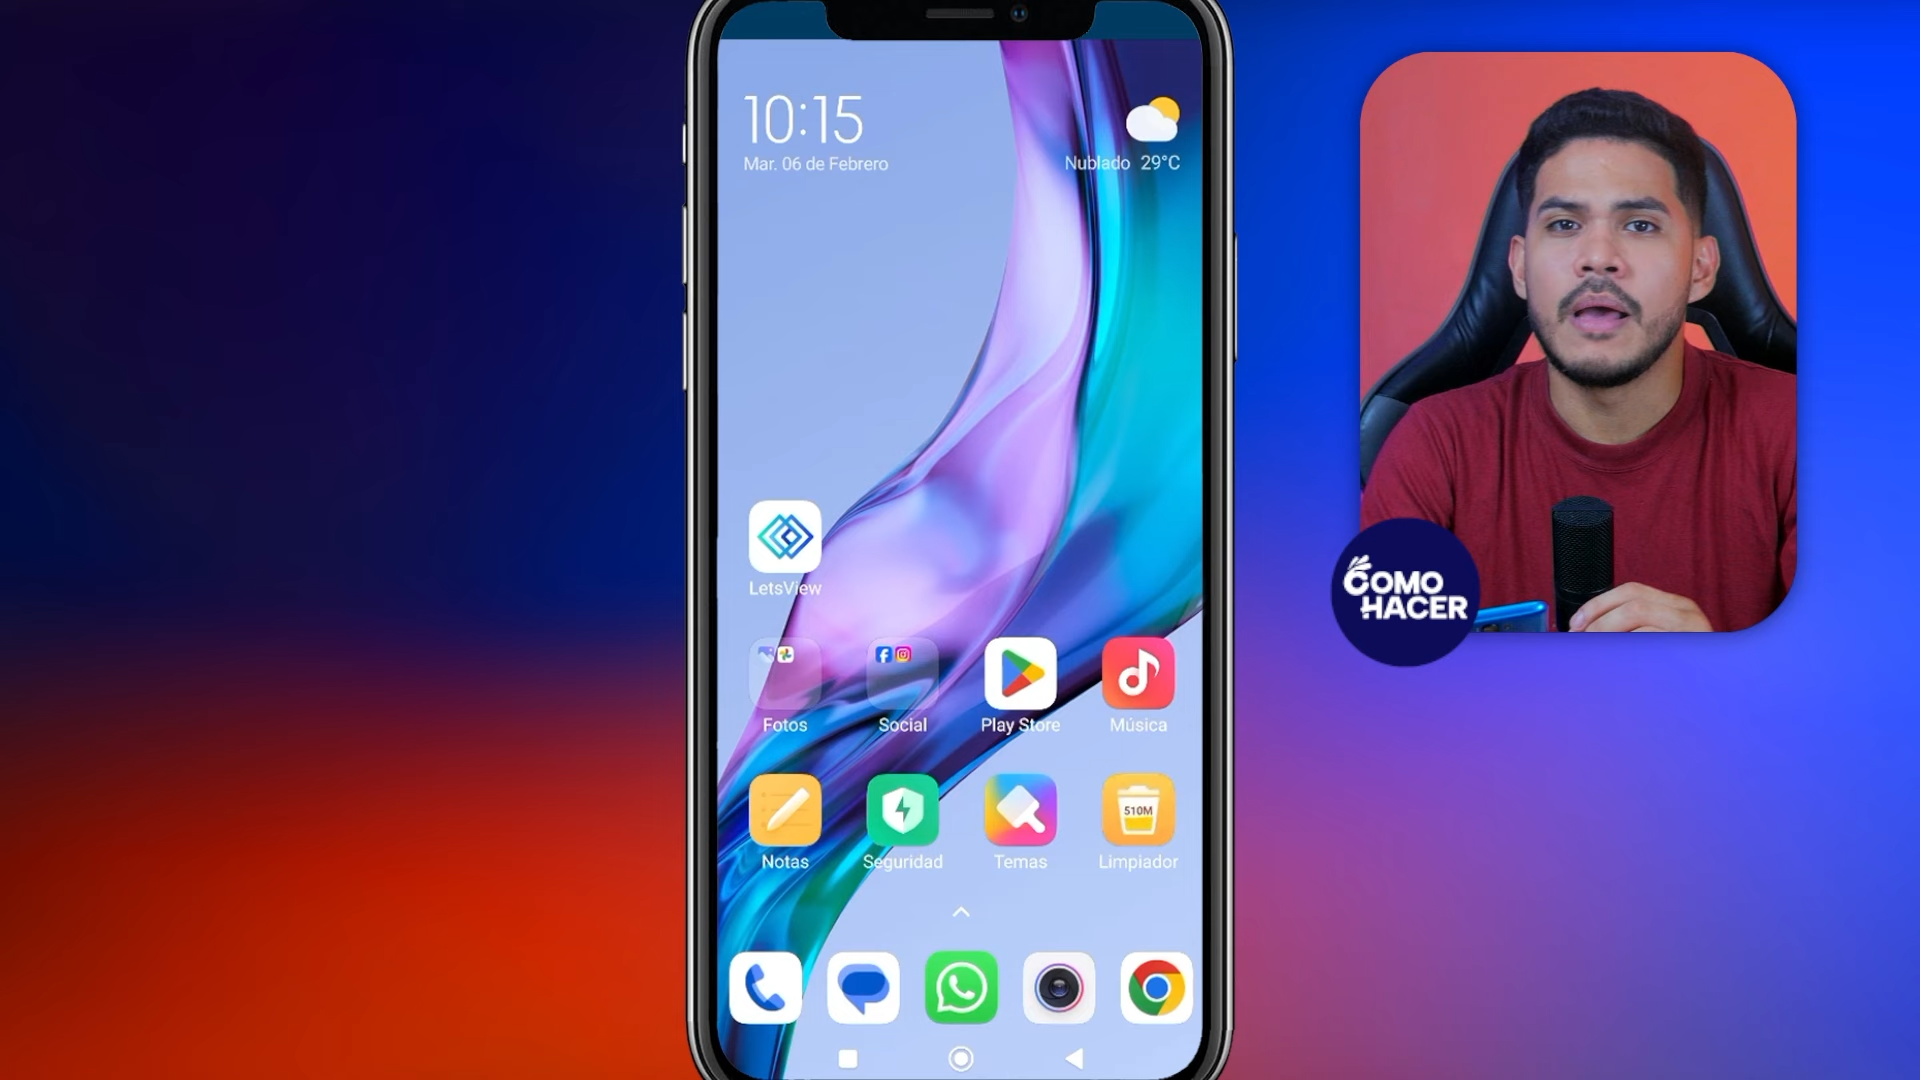 10:15
Mar. 06 de Febrero
Nublado 29°C
LetsView
Fotos
Social
Play Store
Música
510M
Notas
Seguridad
Temas
Limpiador
COMO
HACER